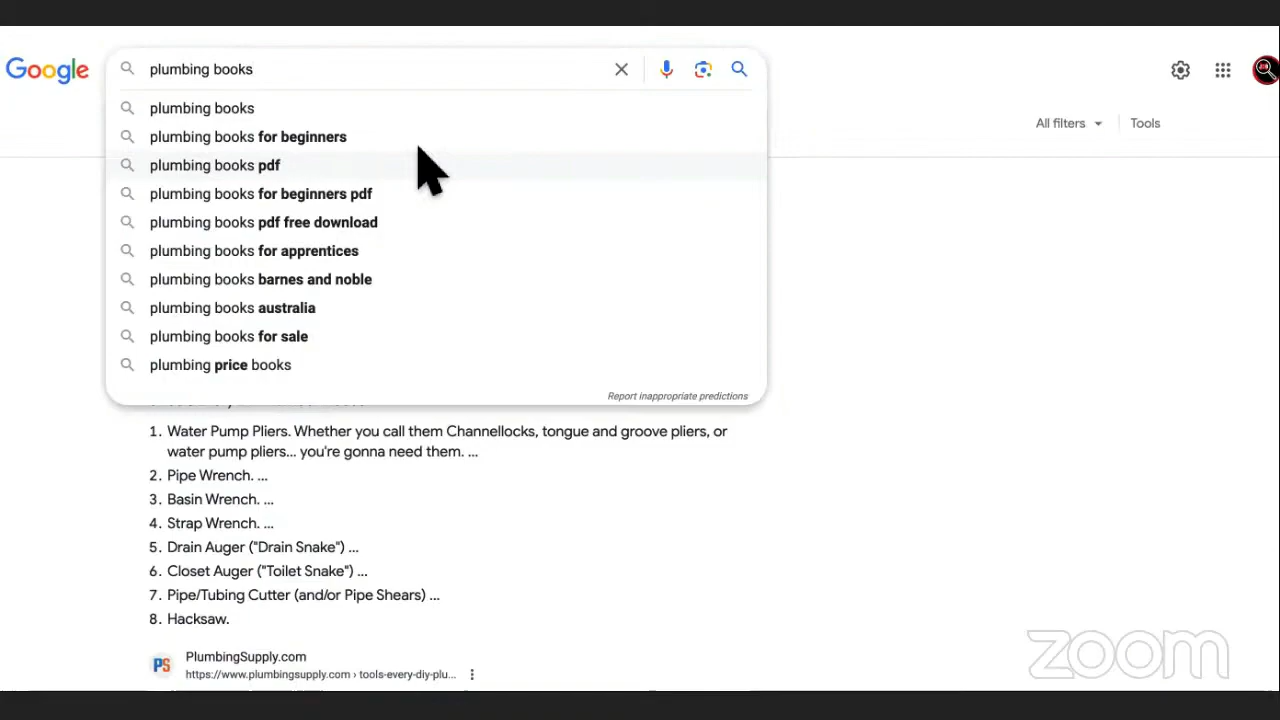 Google
plumbing books
plumbing books
plumbing books for beginners
plumbing books pdf
plumbing books for beginners pdf
plumbing books pdf free download
plumbing books for apprentices
plumbing books barnes and noble
plumbing books australia
plumbing books for sale
plumbing price books
Report inappropriate predictions
All filters
Tools
1. Water Pump Pliers. Whether you call them Channellocks, tongue and groove pliers, or
water pump pliers... you're gonna need them. ...
2. Pipe Wrench. ...
3. Basin Wrench. ...
4. Strap Wrench. ...
5. Drain Auger ("Drain Snake") ...
6. Closet Auger ("Toilet Snake") ...
7. Pipe/Tubing Cutter (and/or Pipe Shears) ...
8. Hacksaw.
PS
PlumbingSupply.com
https://www.plumbingsupply.com › tools-every-diy-plu...
zoom